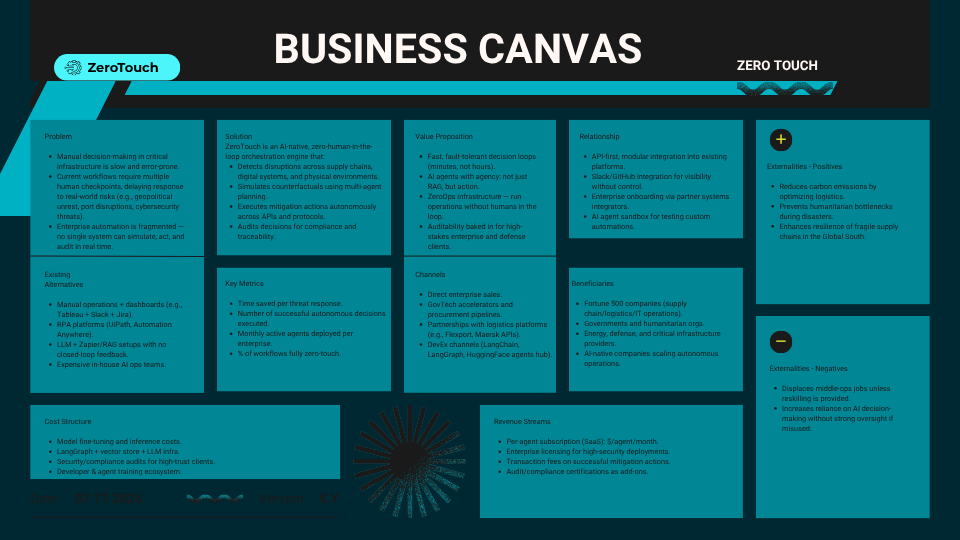 BUSINESS CANVAS
ZeroTouch
ZERO TOUCH
Problem
Manual decision-making in critical
infrastructure is slow and error-prone.
Current workflows require multiple
human checkpoints, delaying response
to real-world risks (e.g., geopolitical
unrest, port disruptions, cybersecurity
threats).
Enterprise automation is fragmented —
no single system can simulate, act, and
audit in real time.
Solution
ZeroTouch is an AI-native, zero-human-in-the-
loop orchestration engine that:
Detects disruptions across supply chains,
digital systems, and physical environments.
Simulates counterfactuals using multi-agent
planning.
Executes mitigation actions autonomously
across APIs and protocols.
Audits decisions for compliance and
traceability.
Value Proposition
Fast, fault-tolerant decision loops
(minutes, not hours).
AI agents with agency: not just
RAG, but action.
ZeroOps infrastructure — run
operations without humans in the
loop.
Auditability baked in for high-
stakes enterprise and defense
clients.
Relationship
API-first, modular integration into existing
platforms.
Slack/GitHub integration for visibility
without control.
Enterprise onboarding via partner systems
integrators.
AI agent sandbox for testing custom
automations.
Externalities - Positives
Reduces carbon emissions by
optimizing logistics.
Prevents humanitarian bottlenecks
during disasters.
Enhances resilience of fragile supply
chains in the Global South.
Existing
Alternatives
Manual operations + dashboards (e.g.,
Tableau + Slack + Jira).
RPA platforms (UiPath, Automation
Anywhere).
LLM + Zapier/RAG setups with no
closed-loop feedback.
Expensive in-house AI ops teams.
Key Metrics
Time saved per threat response.
Number of successful autonomous decisions
executed.
Monthly active agents deployed per
enterprise.
% of workflows fully zero-touch.
Channels
Direct enterprise sales.
GovTech accelerators and
procurement pipelines.
Partnerships with logistics platforms
(e.g., Flexport, Maersk APIs).
DevEx channels (LangChain,
LangGraph, HuggingFace agents hub).
Beneficiaries
Fortune 500 companies (supply
chain/logistics/IT operations).
Governments and humanitarian orgs.
Energy, defense, and critical infrastructure
providers.
AI-native companies scaling autonomous
operations.
Externalities - Negatives
Displaces middle-ops jobs unless
reskilling is provided.
Increases reliance on AI decision-
making without strong oversight if
misused.
Cost Structure
Model fine-tuning and inference costs.
LangGraph + vector store + LLM infra.
Security/compliance audits for high-trust clients.
Developer & agent training ecosystem.
Revenue Streams
Per-agent subscription (SaaS): $/agent/month.
Enterprise licensing for high-security deployments.
Transaction fees on successful mitigation actions.
Audit/compliance certifications as add-ons.